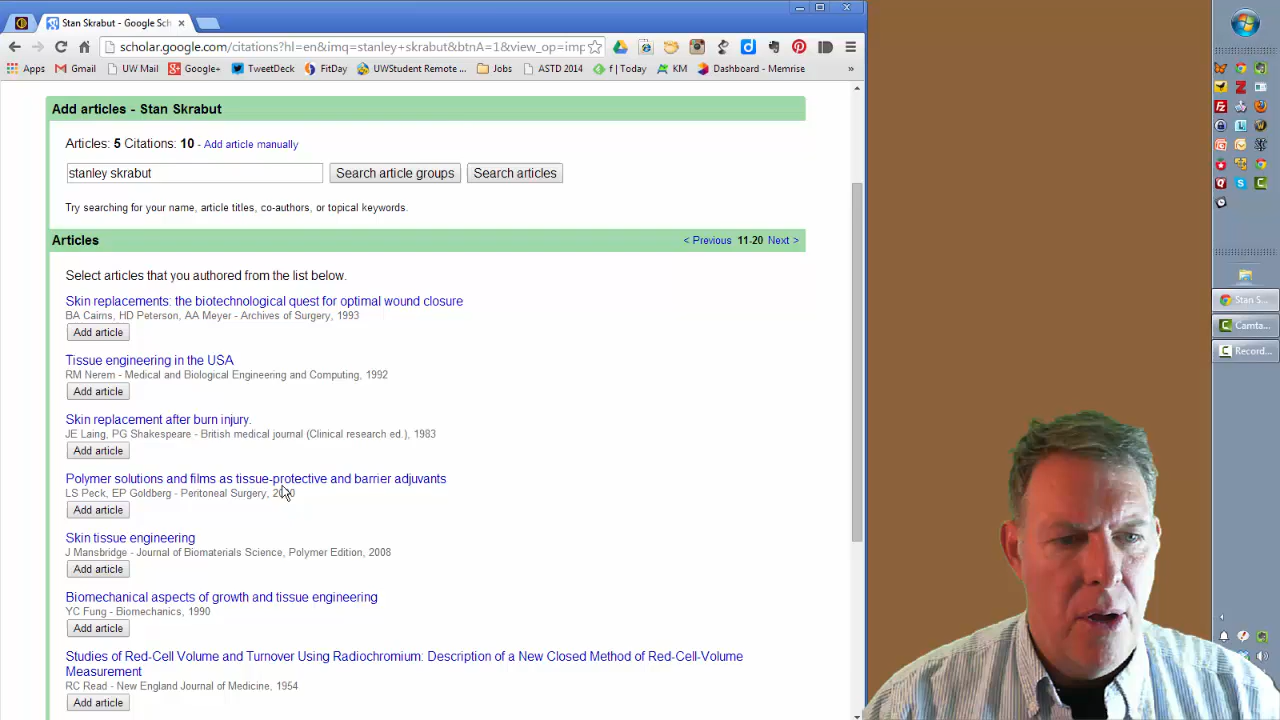 Stan Skrabut - Google Sch
scholar.google.com/citations?hl=en&imq=stanley+skrabut&btnA=1&view_op=imp
Apps Gmail UW Mail Google+ TweetDeck FitDay UWStudent Remote ... Jobs ASTD 2014 f | Today KM Dashboard - Memrise »
Add articles - Stan Skrabut
Articles: 5 Citations: 10 - Add article manually
stanley skrabut Search article groups Search articles
Try searching for your name, article titles, co-authors, or topical keywords.
Articles < Previous 11-20 Next >
Select articles that you authored from the list below.
Skin replacements: the biotechnological quest for optimal wound closure
BA Cairns, HD Peterson, AA Meyer - Archives of Surgery, 1993
Add article
Tissue engineering in the USA
RM Nerem - Medical and Biological Engineering and Computing, 1992
Add article
Skin replacement after burn injury.
JE Laing, PG Shakespeare - British medical journal (Clinical research ed.), 1983
Add article
Polymer solutions and films as tissue-protective and barrier adjuvants
LS Peck, EP Goldberg - Peritoneal Surgery,
Add article
Skin tissue engineering
J Mansbridge - Journal of Biomaterials Science, Polymer Edition, 2008
Add article
Biomechanical aspects of growth and tissue engineering
YC Fung - Biomechanics, 1990
Add article
Studies of Red-Cell Volume and Turnover Using Radiochromium: Description of a New Closed Method of Red-Cell-Volume
Measurement
RC Read - New England Journal of Medicine, 1954
Add article
Stan S...
Camta...
Record...